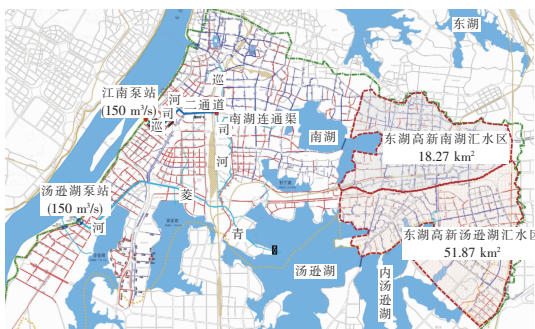 东湖
江南泵站
(150 m³/s)
巡
司
河
巡
河
司
二通道
南湖连通渠
南湖
东湖高新南湖汇水区
18.27 km²
汤逊湖泵站
(150 m³/s)
河
菱
青
东湖高新汤逊湖汇水区
51.87 km²
汤逊湖
内汤逊湖